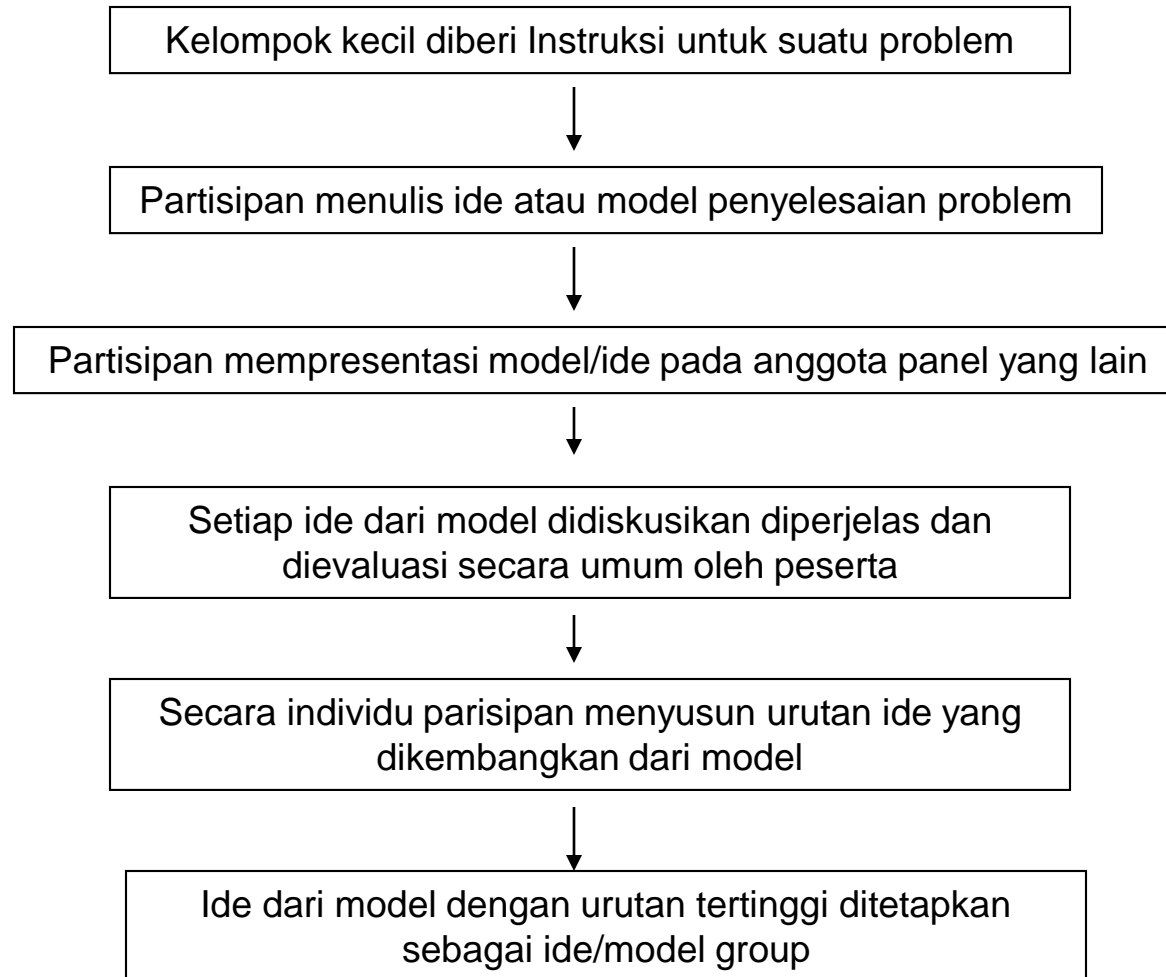 Kelompok kecil diberi Instruksi untuk suatu problem
Partisipan menulis ide atau model penyelesaian problem
Partisipan mempresentasi model/ide pada anggota panel yang lain
Setiap ide dari model didiskusikan diperjelas dan
dievaluasi secara umum oleh peserta
Secara individu parisipan menyusun urutan ide yang
dikembangkan dari model
Ide dari model dengan urutan tertinggi ditetapkan
sebagai ide/model group